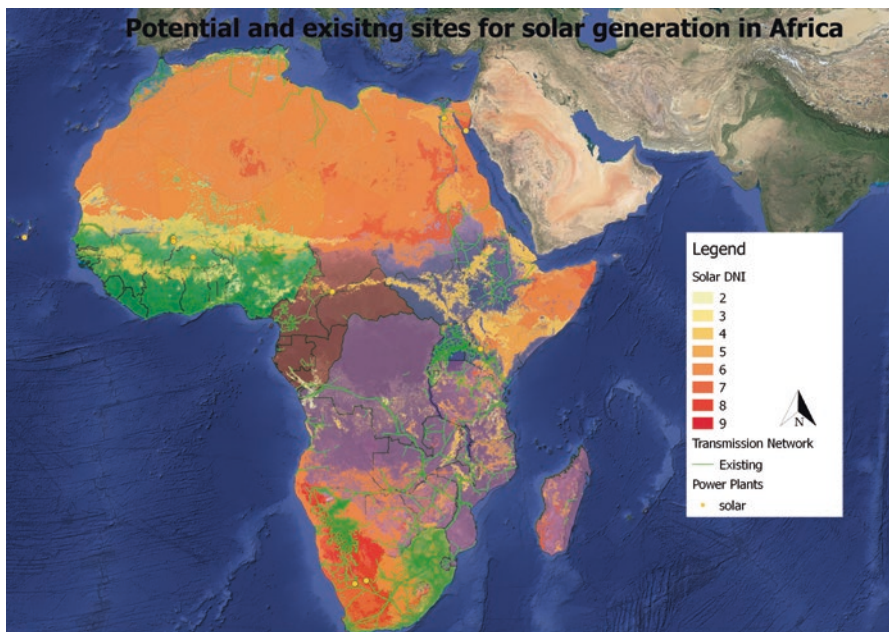 Potential and exisitng sites for solar generation in Africa
Legend
Solar DNI
2
3
4
5
6
7
8
9
N
Transmission Network
Existing
Power Plants
solar